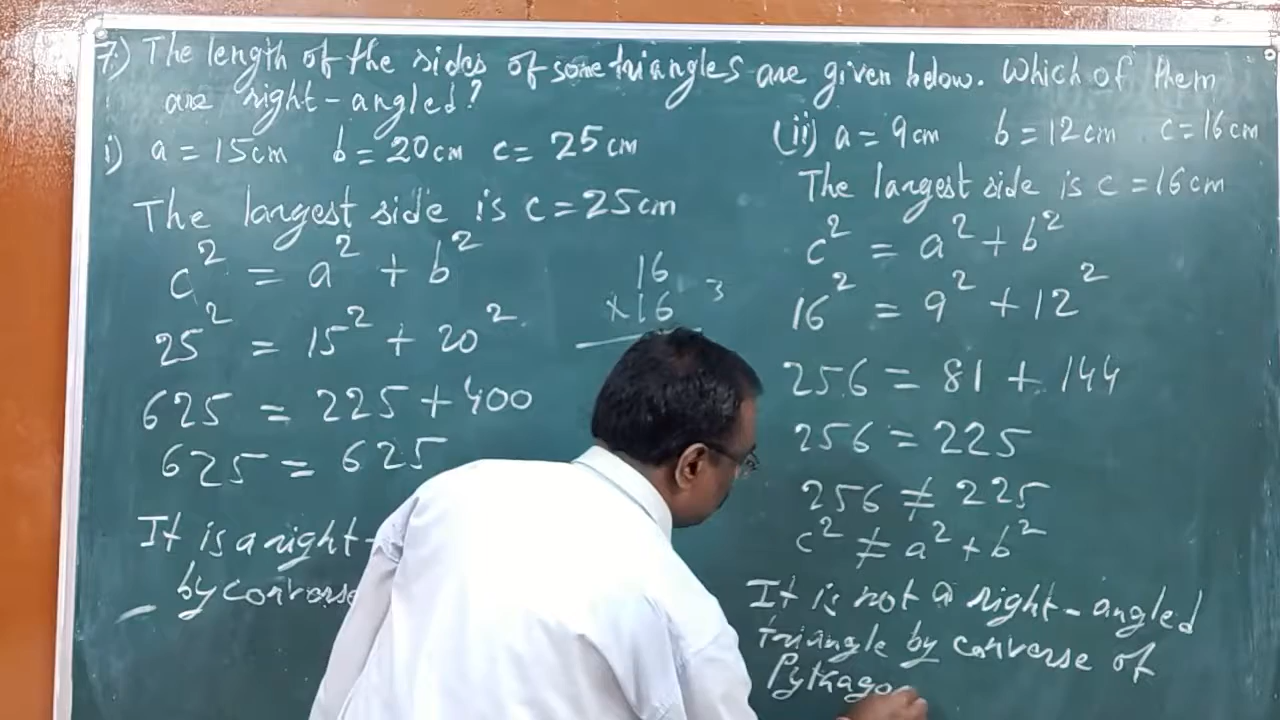 7.) The length of the sides of some triangles are given below. Which of them
are right-angled?
i) a = 15cm b = 20cm c = 25cm
The largest side is c = 25cm
c² = a² + b²
25² = 15² + 20²
625 = 225 + 400
625 = 625
It is a right-
by converse
16
×16 3
(ii) a = 9cm b = 12cm c = 16cm
The largest side is c = 16cm
c² = a² + b²
16² = 9² + 12²
256 = 81 + 144
256 = 225
256 ≠ 225
c² ≠ a² + b²
It is not a right-angled
triangle by converse of
Pythago